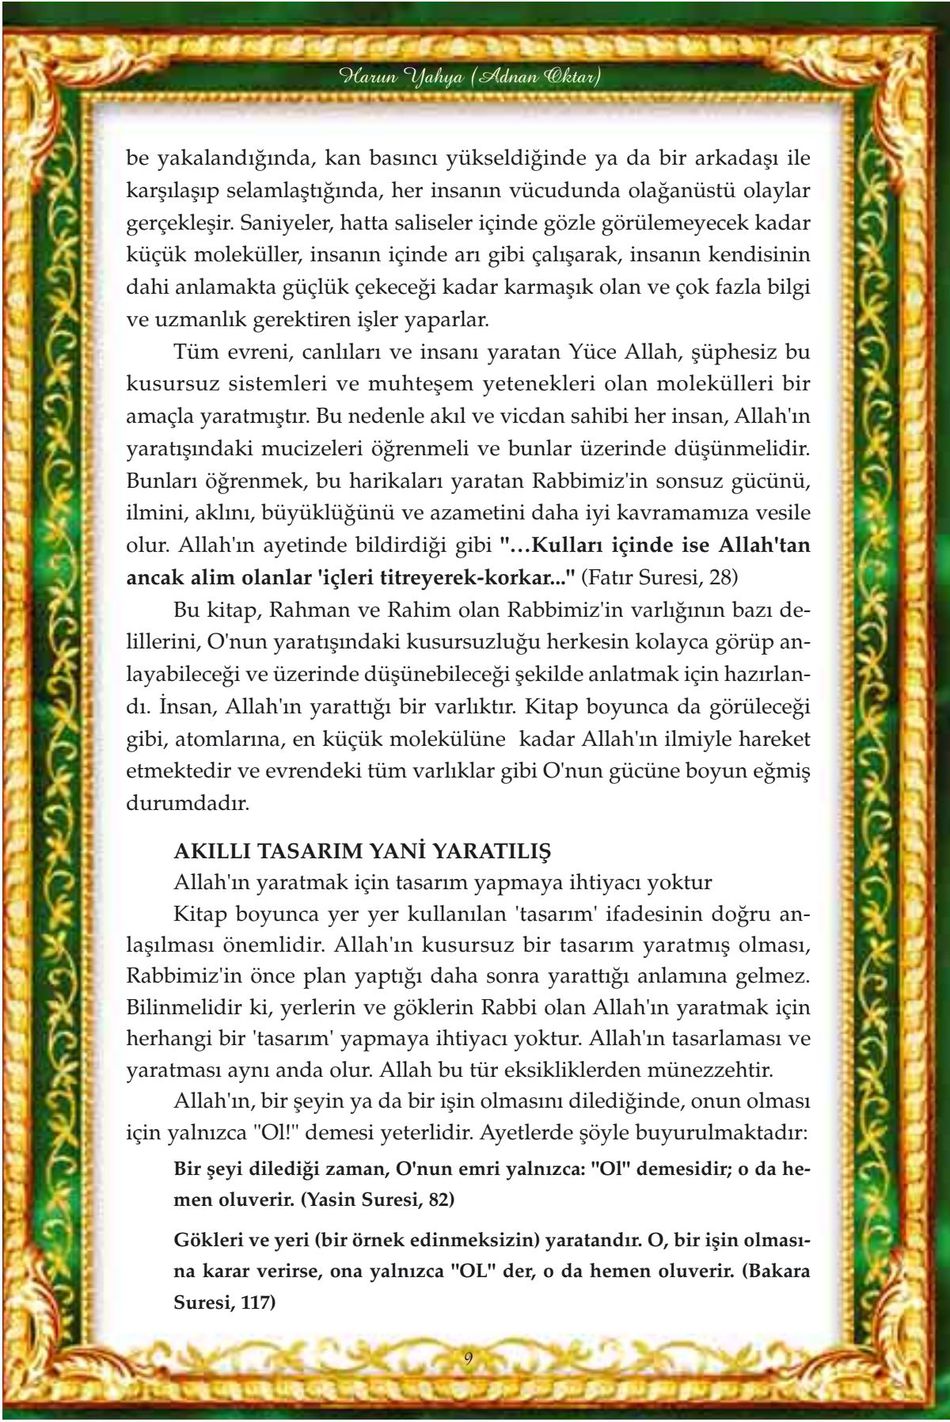 Harun Yahya (Adnan Oktar)
be yakalandığında, kan basıncı yükseldiğinde ya da bir arkadaşı ile
karşılaşıp selamlaştığında, her insanın vücudunda olağanüstü olaylar
gerçekleşir. Saniyeler, hatta saliseler içinde gözle görülemeyecek kadar
küçük moleküller, insanın içinde arı gibi çalışarak, insanın kendisinin
dahi anlamakta güçlük çekeceği kadar karmaşık olan ve çok fazla bilgi
ve uzmanlık gerektiren işler yaparlar.
Tüm evreni, canlıları ve insanı yaratan Yüce Allah, şüphesiz bu
kusursuz sistemleri ve muhteşem yetenekleri olan molekülleri bir
amaçla yaratmıştır. Bu nedenle akıl ve vicdan sahibi her insan, Allah'ın
yaratışındaki mucizeleri öğrenmeli ve bunlar üzerinde düşünmelidir.
Bunları öğrenmek, bu harikaları yaratan Rabbimiz'in sonsuz gücünü,
ilmini, aklını, büyüklüğünü ve azametini daha iyi kavramamıza vesile
olur. Allah'ın ayetinde bildirdiği gibi "…Kulları içinde ise Allah'tan
ancak alim olanlar 'içleri titreyerek-korkar..." (Fatır Suresi, 28)
Bu kitap, Rahman ve Rahim olan Rabbimiz'in varlığının bazı de-
lillerini, O'nun yaratışındaki kusursuzluğu herkesin kolayca görüp an-
layabileceği ve üzerinde düşünebileceği şekilde anlatmak için hazırlan-
dı. İnsan, Allah'ın yarattığı bir varlıktır. Kitap boyunca da görüleceği
gibi, atomlarına, en küçük molekülüne kadar Allah'ın ilmiyle hareket
etmektedir ve evrendeki tüm varlıklar gibi O'nun gücüne boyun eğmiş
durumdadır.
AKILLI TASARIM YANİ YARATILIŞ
Allah'ın yaratmak için tasarım yapmaya ihtiyacı yoktur
Kitap boyunca yer yer kullanılan 'tasarım' ifadesinin doğru an-
laşılması önemlidir. Allah'ın kusursuz bir tasarım yaratmış olması,
Rabbimiz'in önce plan yaptığı daha sonra yarattığı anlamına gelmez.
Bilinmelidir ki, yerlerin ve göklerin Rabbi olan Allah'ın yaratmak için
herhangi bir 'tasarım' yapmaya ihtiyacı yoktur. Allah'ın tasarlaması ve
yaratması aynı anda olur. Allah bu tür eksikliklerden münezzehtir.
Allah'ın, bir şeyin ya da bir işin olmasını dilediğinde, onun olması
için yalnızca "Ol!" demesi yeterlidir. Ayetlerde şöyle buyurulmaktadır:
Bir şeyi dilediği zaman, O'nun emri yalnızca: "Ol" demesidir; o da he-
men oluverir. (Yasin Suresi, 82)
Gökleri ve yeri (bir örnek edinmeksizin) yaratandır. O, bir işin olması-
na karar verirse, ona yalnızca "OL" der, o da hemen oluverir. (Bakara
Suresi, 117)
9